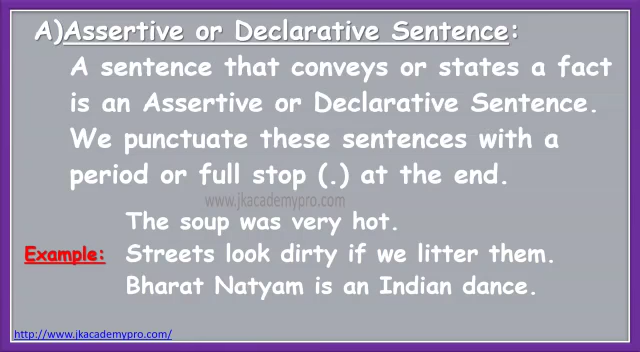 A)Assertive or Declarative Sentence:
A sentence that conveys or states a fact
is an Assertive or Declarative Sentence.
We punctuate these sentences with a
period or full stop (.) at the end.
www.jkacademypro.com
The soup was very hot.
Example: Streets look dirty if we litter them.
Bharat Natyam is an Indian dance.
http://www.jkacademypro.com/